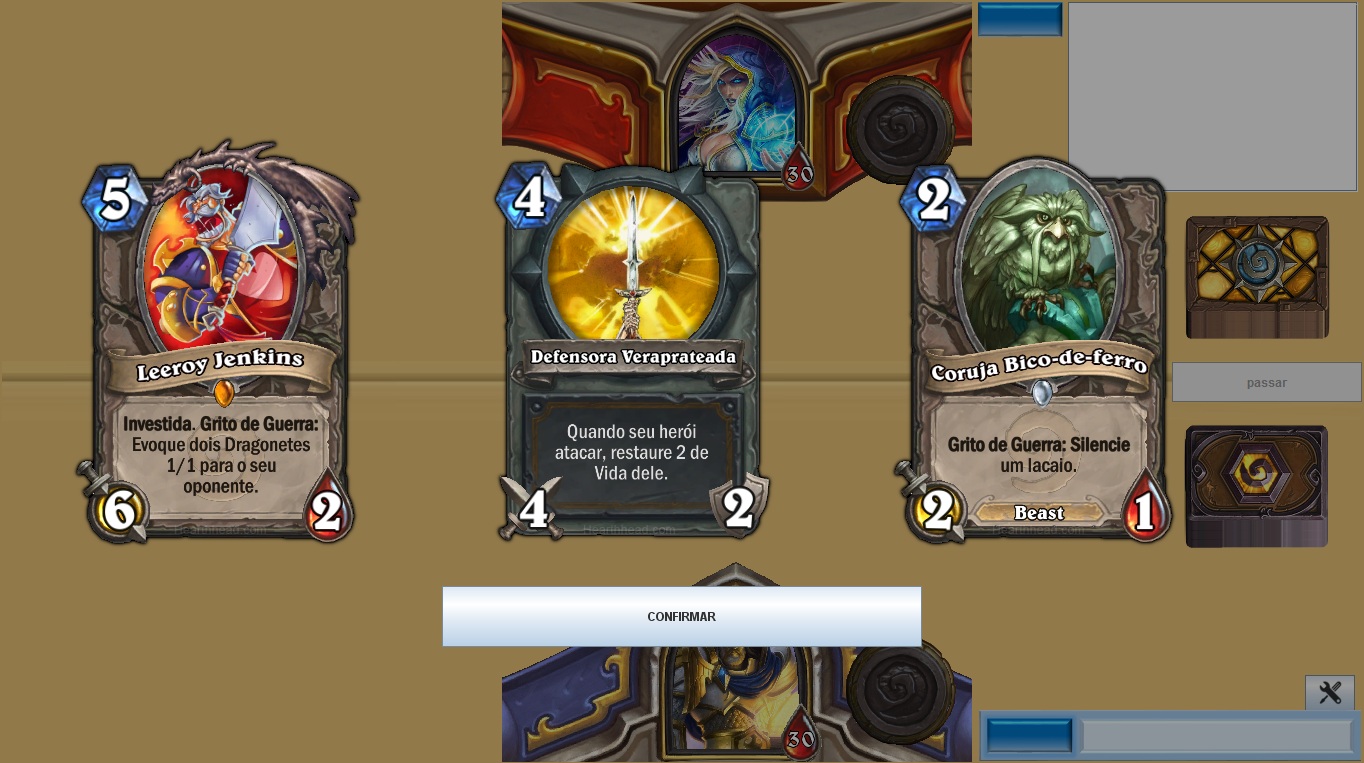 30
5
Leeroy Jenkins
Investida. Grito de Guerra:
Evoque dois Dragonetes
1/1 para o seu
oponente.
6
2
4
Defensora Veraprateada
Quando seu herói
atacar, restaure 2 de
Vida dele.
4
2
2
Coruja Bico-de-ferro
Grito de Guerra: Silencie
um lacaio.
Beast
2
1
passar
CONFIRMAR
30